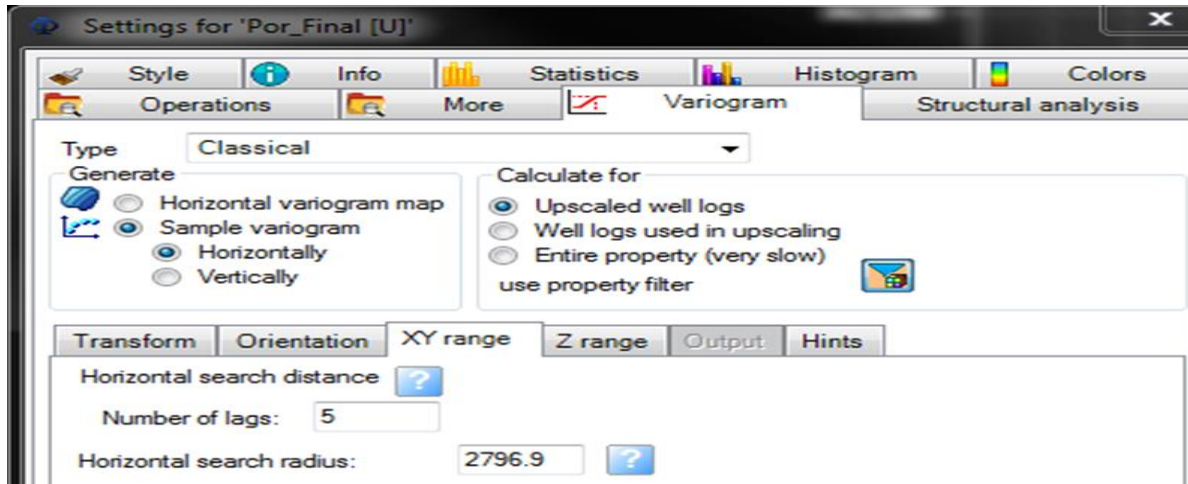 Settings for 'Por_Final [U]'
Style Info Statistics Histogram Colors
Operations More Variogram Structural analysis
Type Classical
Generate
Horizontal variogram map
Sample variogram
Horizontally
Vertically
Calculate for
Upscaled well logs
Well logs used in upscaling
Entire property (very slow)
use property filter
Transform Orientation XY range Z range Output Hints
Horizontal search distance ?
Number of lags: 5
Horizontal search radius: 2796.9 ?